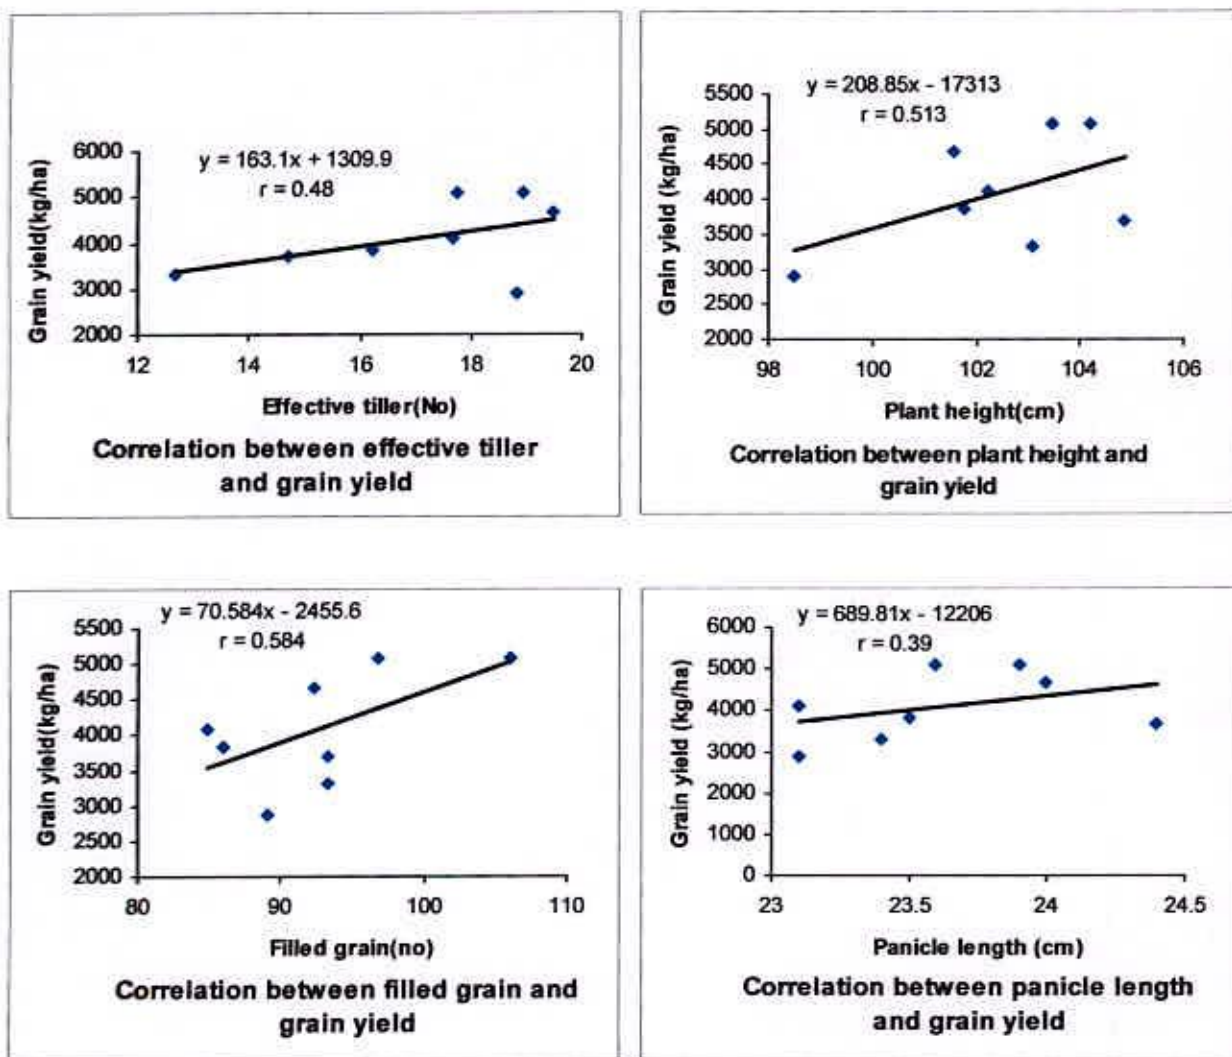 y = 163.1x + 1309.9
r = 0.48
Grain yield(kg/ha)
6000
5000
4000
3000
2000
12 14 16 18 20
Effective tiller(No)
Correlation between effective tiller
and grain yield
y = 208.85x - 17313
r = 0.513
Grain yield (kg/ha)
5500
5000
4500
4000
3500
3000
2500
2000
98 100 102 104 106
Plant height(cm)
Correlation between plant height and
grain yield
y = 70.584x - 2455.6
r = 0.584
Grain yield(kg/ha)
5500
5000
4500
4000
3500
3000
2500
2000
80 90 100 110
Filled grain(no)
Correlation between filled grain and
grain yield
y = 689.81x - 12206
r = 0.39
Grain yield (kg/ha)
6000
5000
4000
3000
2000
1000
0
23 23.5 24 24.5
Panicle length (cm)
Correlation between panicle length
and grain yield